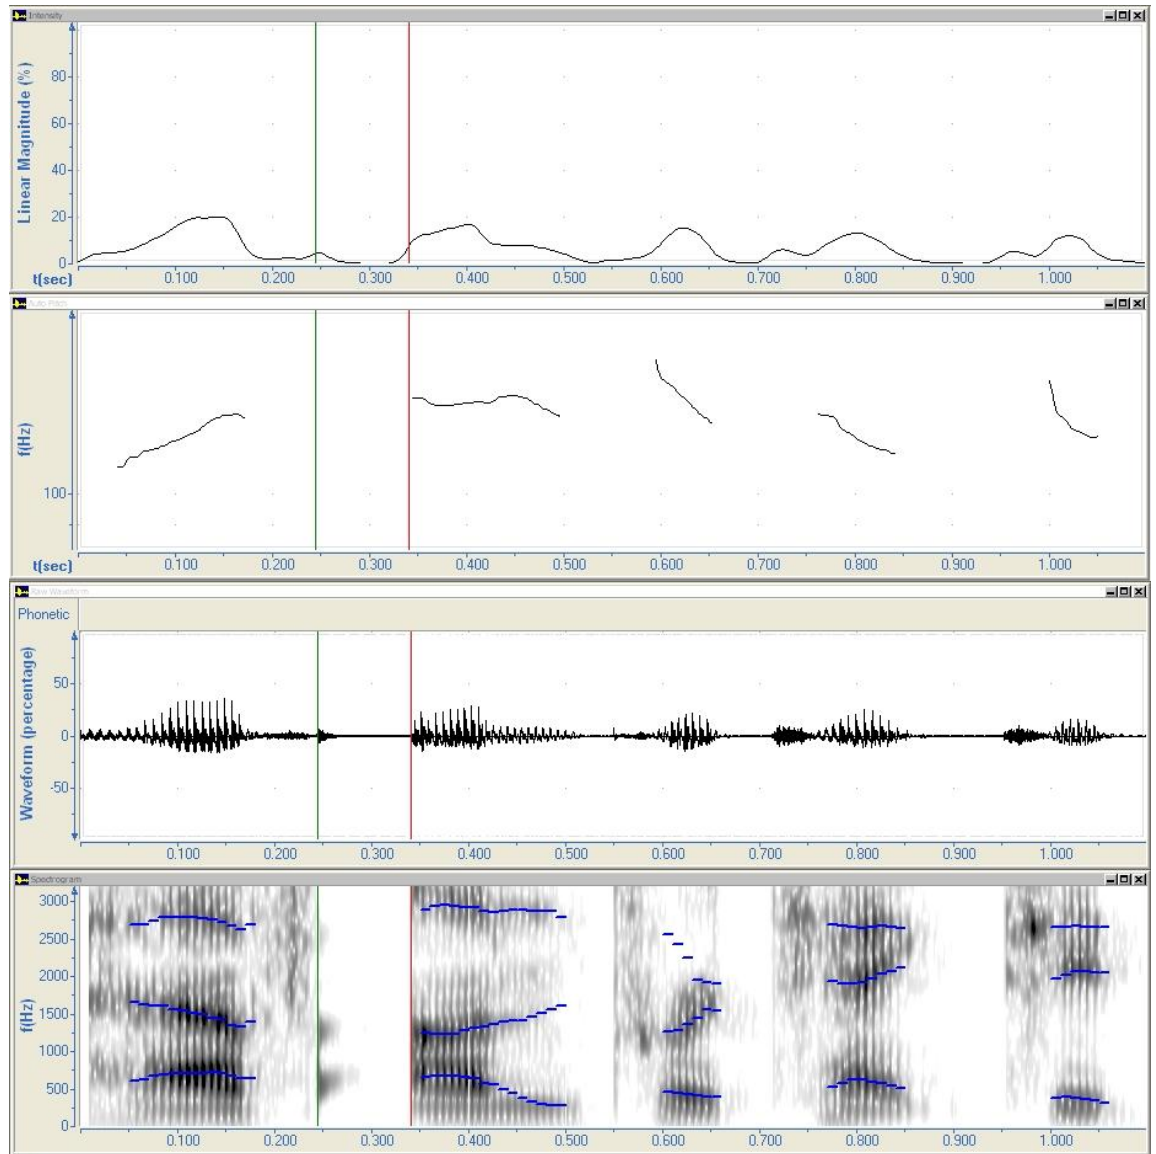 Intensity
Linear Magnitude (%)
80
60
40
20
0
t(sec)
0.100 0.200 0.300 0.400 0.500 0.600 0.700 0.800 0.900 1.000
Auto Pitch
f(Hz)
100
t(sec)
0.100 0.200 0.300 0.400 0.500 0.600 0.700 0.800 0.900 1.000
Raw Waveform
Phonetic
Waveform (percentage)
50
0
-50
0.100 0.200 0.300 0.400 0.500 0.600 0.700 0.800 0.900 1.000
Spectrogram
f(Hz)
3000
2500
2000
1500
1000
500
0
0.100 0.200 0.300 0.400 0.500 0.600 0.700 0.800 0.900 1.000